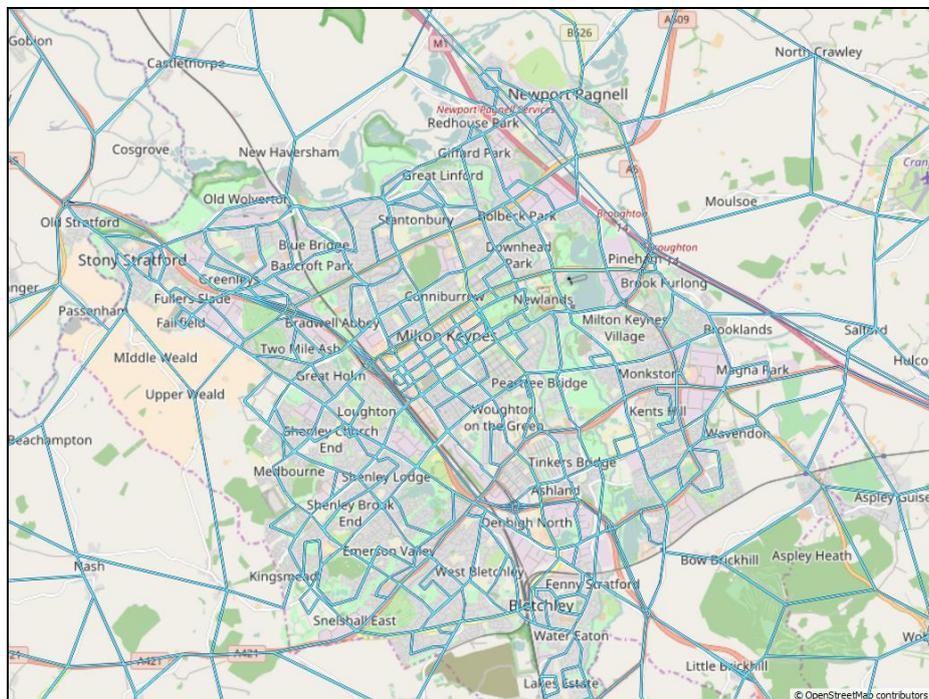 Gobion
A509
M1
B526
North Crawley
Castlethorpe
Newport Pagnell
Newport Pagnell Services
Redhouse Park
Cosgrove
New Haversham
Giffard Park
A5
Great Linford
Moulsoe
Old Wolverton
Old Stratford
Stantonbury
Bolbeck Park
Broughton
14
Blue Bridge
Downhead
Park
Broughton
14
Stony Stratford
Bancroft Park
Pineham
Greenleys
Brook Furlong
Fullers Slade
Conniburrow
Newlands
Passenham
Fairfield
Bradwell Abbey
Milton Keynes
Milton Keynes
Village
Brooklands
Salford
Middle Weald
Two Mile Ash
Great Holm
Peartree Bridge
Monkston
Magna Park
Upper Weald
Loughton
Woughton
on the Green
Kents Hill
Beachampton
Shenley Church
End
Wavendon
Medbourne
Shenley Lodge
Tinkers Bridge
Ashland
Aspley Guise
Shenley Brook
End
Denbigh North
Emerson Valley
Bow Brickhill
Aspley Heath
Nash
Kingsmead
West Bletchley
Fenny Stratford
Bletchley
Snelshall East
Water Eaton
A421
A421
Little Brickhill
Lakes Estate
© OpenStreetMap contributors